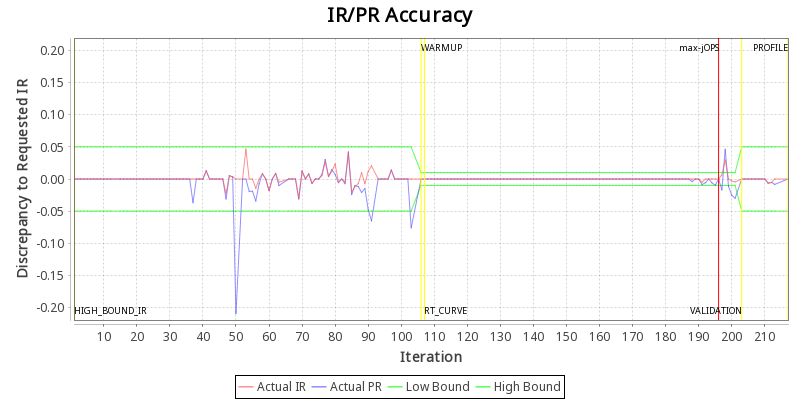 IR/PR Accuracy
Discrepancy to Requested IR
0.20
0.15
0.10
0.05
0.00
-0.05
-0.10
-0.15
-0.20
WARMUP
max-jOPS
PROFILE
HIGH_BOUND_IR
RT_CURVE
VALIDATION
10 20 30 40 50 60 70 80 90 100 110 120 130 140 150 160 170 180 190 200 210
Iteration
Actual IR Actual PR Low Bound High Bound